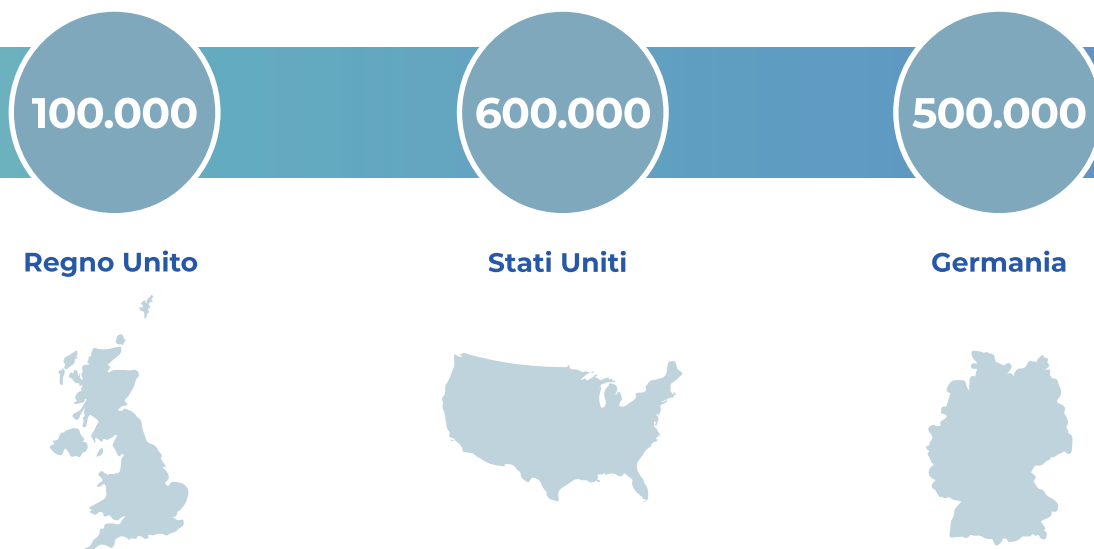 100.000
600.000
500.000
Regno Unito
Stati Uniti
Germania